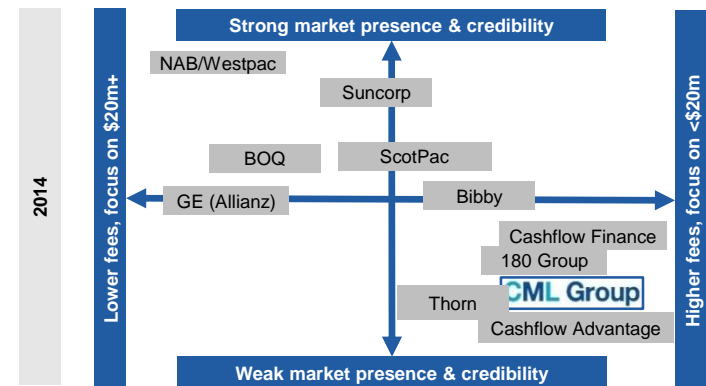 Strong market presence & credibility
NAB/Westpac
Suncorp
BOQ
ScotPac
GE (Allianz)
Bibby
Cashflow Finance
180 Group
CML Group
Thorn
Cashflow Advantage
Weak market presence & credibility
2014
Lower fees, focus on $20m+
Higher fees, focus on <$20m